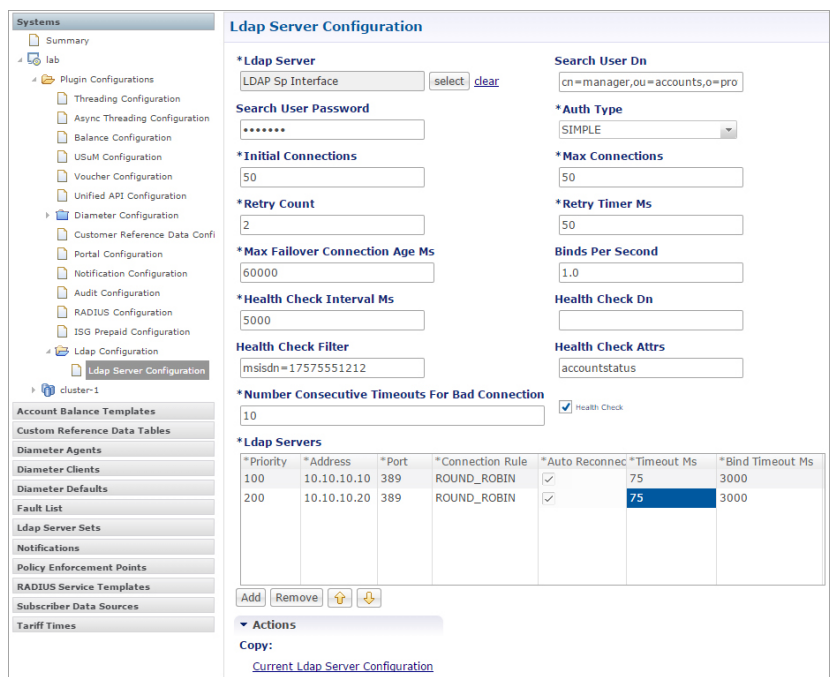 Systems
Summary
lab
Plugin Configurations
Threading Configuration
Async Threading Configuration
Balance Configuration
USuM Configuration
Voucher Configuration
Unified API Configuration
Diameter Configuration
Customer Reference Data Confi
Portal Configuration
Notification Configuration
Audit Configuration
RADIUS Configuration
ISG Prepaid Configuration
Ldap Configuration
Ldap Server Configuration
cluster-1
Account Balance Templates
Custom Reference Data Tables
Diameter Agents
Diameter Clients
Diameter Defaults
Fault List
Ldap Server Sets
Notifications
Policy Enforcement Points
RADIUS Service Templates
Subscriber Data Sources
Tariff Times
Ldap Server Configuration
*Ldap Server Search User Dn
LDAP Sp Interface select clear cn=manager,ou=accounts,o=pro
Search User Password *Auth Type
••••••• SIMPLE
*Initial Connections *Max Connections
50 50
*Retry Count *Retry Timer Ms
2 50
*Max Failover Connection Age Ms Binds Per Second
60000 1.0
*Health Check Interval Ms Health Check Dn
5000
Health Check Filter Health Check Attrs
msisdn=17575551212 accountstatus
*Number Consecutive Timeouts For Bad Connection
10 Health Check
*Ldap Servers
*Priority *Address *Port *Connection Rule *Auto Reconnec *Timeout Ms *Bind Timeout Ms
100 10.10.10.10 389 ROUND_ROBIN 75 3000
200 10.10.10.20 389 ROUND_ROBIN 75 3000
Add Remove
Actions
Copy:
Current Ldap Server Configuration